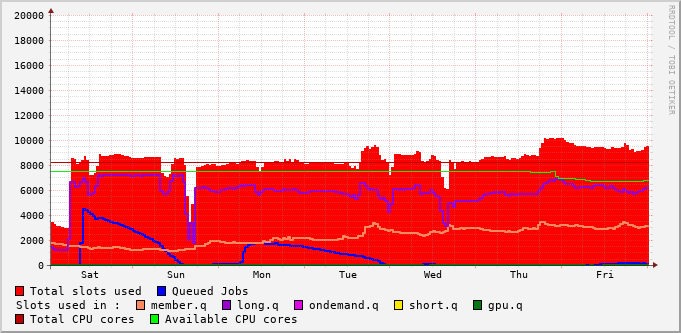 RRDTOOL / TOBI OETIKER
20000
18000
16000
14000
12000
10000
8000
6000
4000
2000
0
Sat Sun Mon Tue Wed Thu Fri
Total slots used Queued Jobs
Slots used in : member.q long.q ondemand.q short.q gpu.q
Total CPU cores Available CPU cores